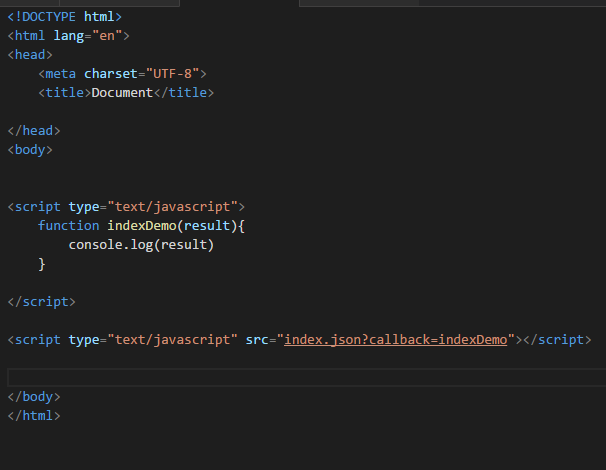 <!DOCTYPE html>
<html lang="en">
<head>
    <meta charset="UTF-8">
    <title>Document</title>
</head>
<body>
<script type="text/javascript">
    function indexDemo(result){
        console.log(result)
    }
</script>
<script type="text/javascript" src="index.json?callback=indexDemo"></script>
</body>
</html>